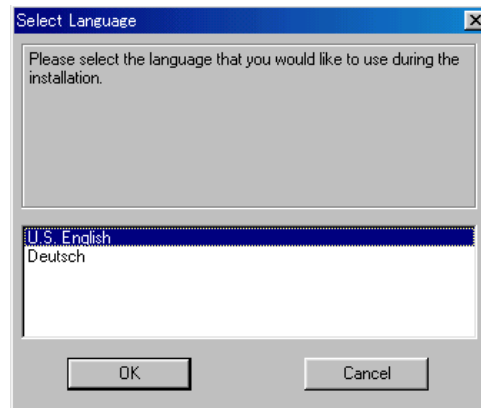 Select Language
Please select the language that you would like to use during the
installation.
U.S. English
Deutsch
OK
Cancel